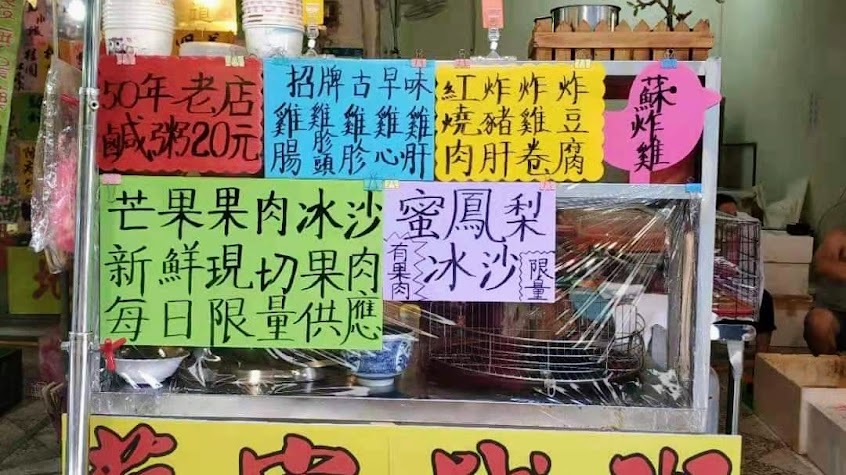 50年老店
鹹粥20元
招牌古早味
雞腸
雞胗頭
雞胗
雞心
雞肝
紅燒肉
炸豬肝
炸雞卷
炸豆腐
蘇炸雞
芒果果肉冰沙
新鮮現切果肉
每日限量供應
蜜鳳梨
冰沙
有果肉
限量